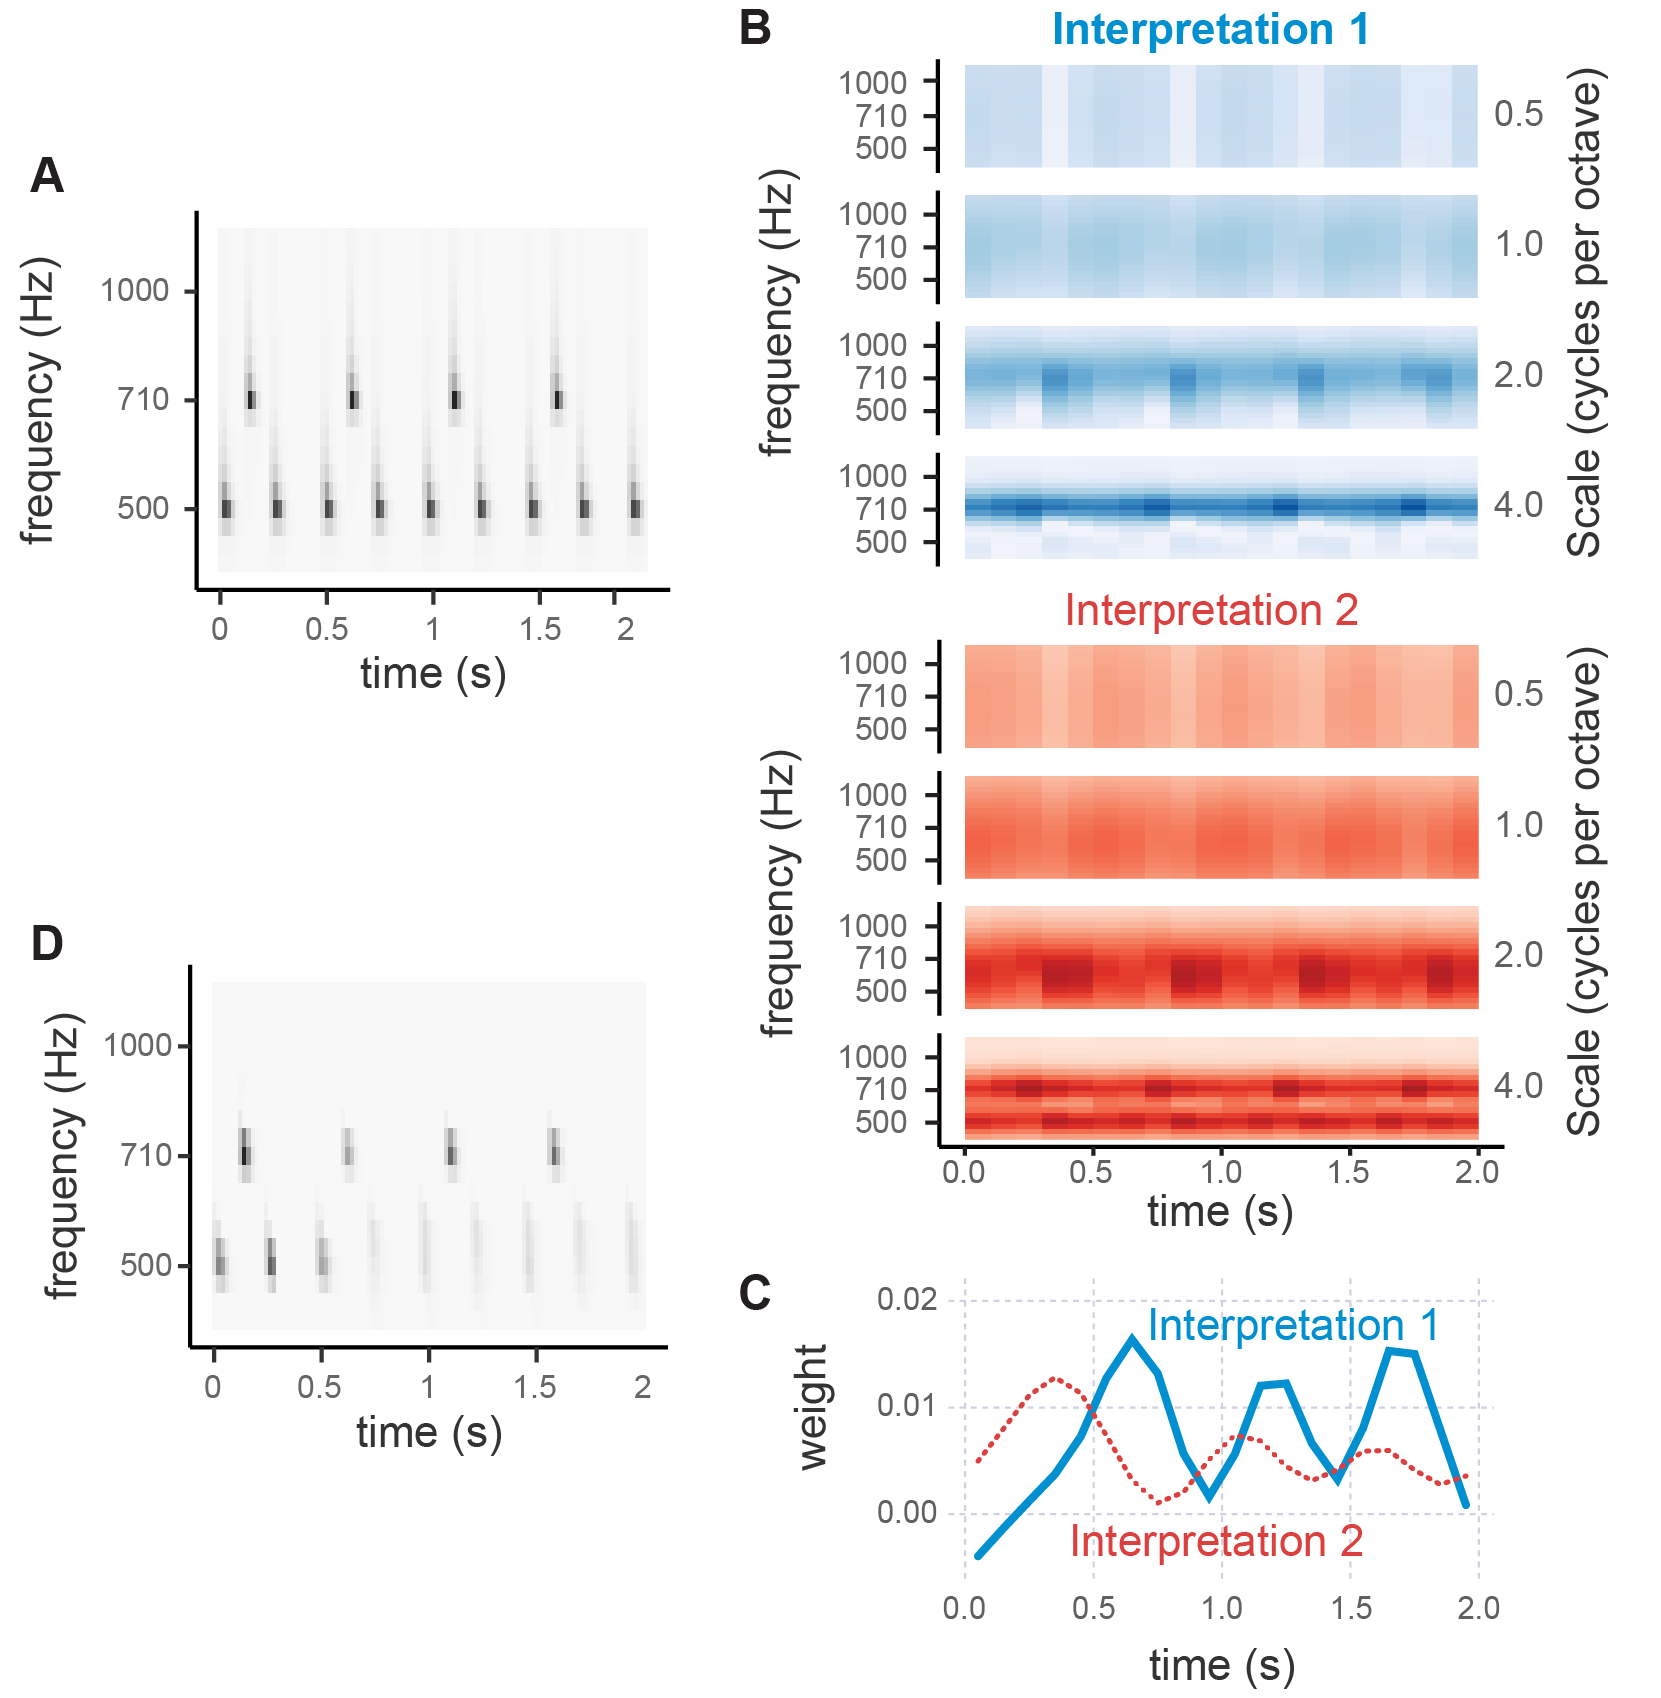 A
frequency (Hz)
1000
710
500
0 0.5 1 1.5 2
time (s)
B
Interpretation 1
frequency (Hz)
1000
710
500
0.5
1000
710
500
1.0
1000
710
500
2.0
1000
710
500
4.0
Scale (cycles per octave)
Interpretation 2
frequency (Hz)
1000
710
500
0.5
1000
710
500
1.0
1000
710
500
2.0
1000
710
500
4.0
Scale (cycles per octave)
0.0 0.5 1.0 1.5 2.0
time (s)
D
frequency (Hz)
1000
710
500
0 0.5 1 1.5 2
time (s)
C
weight
0.02
0.01
0.00
Interpretation 1
Interpretation 2
0.0 0.5 1.0 1.5 2.0
time (s)